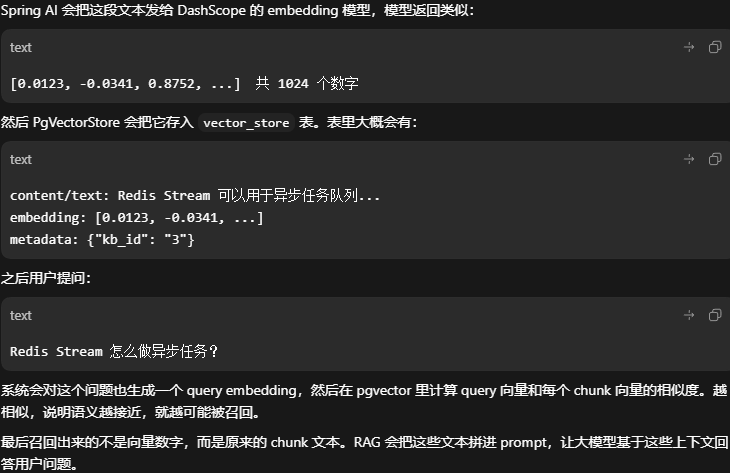 Spring AI 会把这段文本发给 DashScope 的 embedding 模型，模型返回类似：
text
[0.0123, -0.0341, 0.8752, ...]  共 1024 个数字
然后 PgVectorStore 会把它存入 vector_store 表。表里大概会有：
text
content/text: Redis Stream 可以用于异步任务队列...
embedding: [0.0123, -0.0341, ...]
metadata: {"kb_id": "3"}
之后用户提问：
text
Redis Stream 怎么做异步任务？
系统会对这个问题也生成一个 query embedding，然后在 pgvector 里计算 query 向量和每个 chunk 向量的相似度。越
相似，说明语义越接近，就越可能被召回。
最后召回出来的不是向量数字，而是原来的 chunk 文本。RAG 会把这些文本拼进 prompt，让大模型基于这些上下文回
答用户问题。